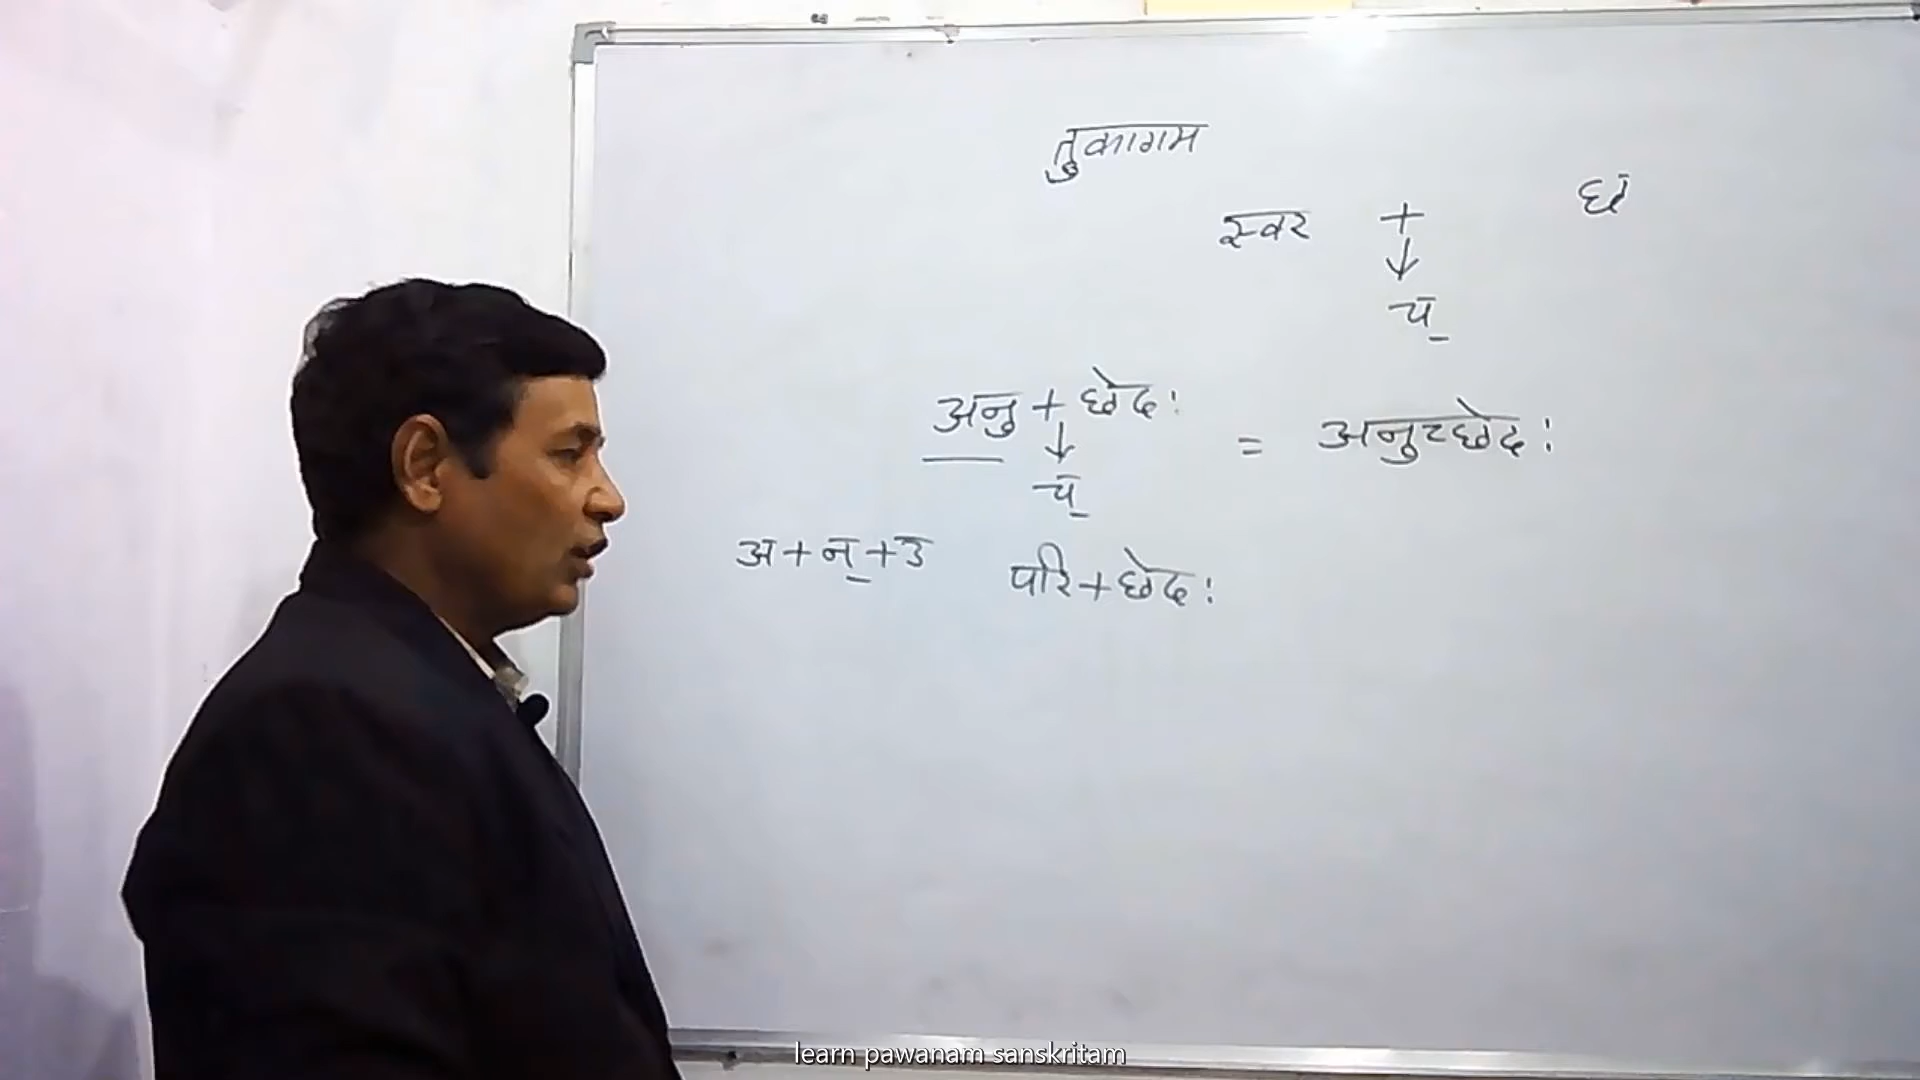 तुकागम
स्वर + छ
↓
च्
अनु + छेदः = अनुच्छेदः
↓
च्
अ + न् + उ
परि + छेदः
learn pawanam sanskritam